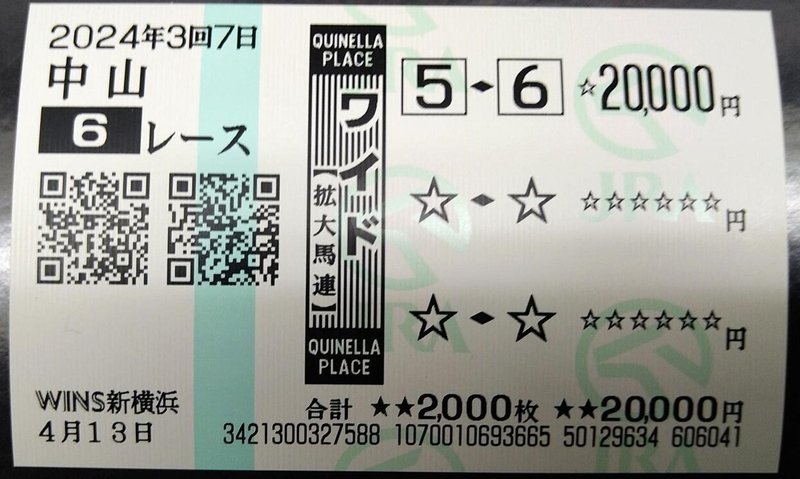 2024年3回7日
中山
6レース
QUINELLA
PLACE
ワイド
【拡大馬連】
QUINELLA
PLACE
5◆6 ☆20,000円
☆◆☆ ☆☆☆☆☆☆円
☆◆☆ ☆☆☆☆☆☆円
JRA
JRA
JRA
WINS新横浜
4月13日
合計 ★★2,000枚 ★★20,000円
3421300327588 1070010693665 50129634 606041